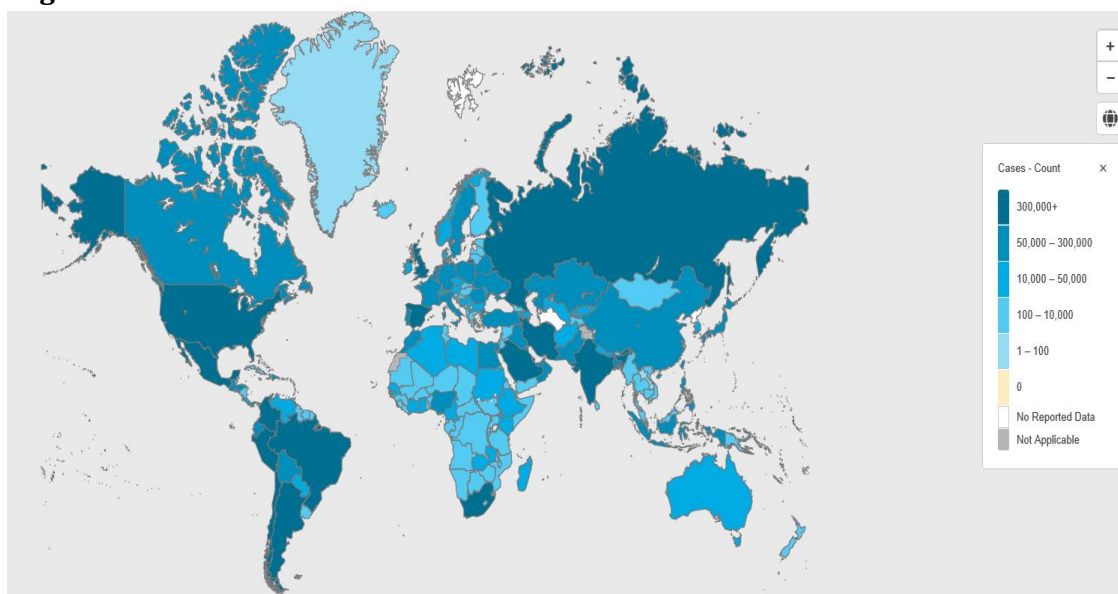 +
−
Cases - Count ×
300,000+
50,000 – 300,000
10,000 – 50,000
100 – 10,000
1 – 100
0
No Reported Data
Not Applicable